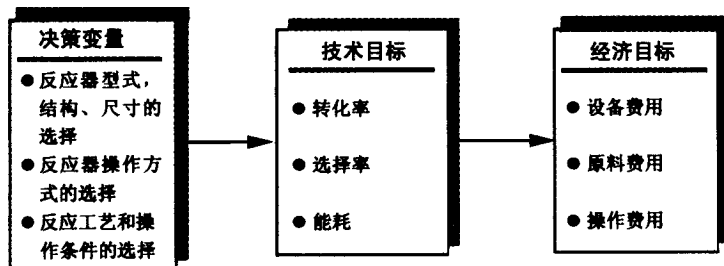 决策变量
●反应器型式，
结构、尺寸的
选择
●反应器操作方
式的选择
●反应工艺和操
作条件的选择
技术目标
●转化率
●选择率
●能耗
经济目标
●设备费用
●原料费用
●操作费用